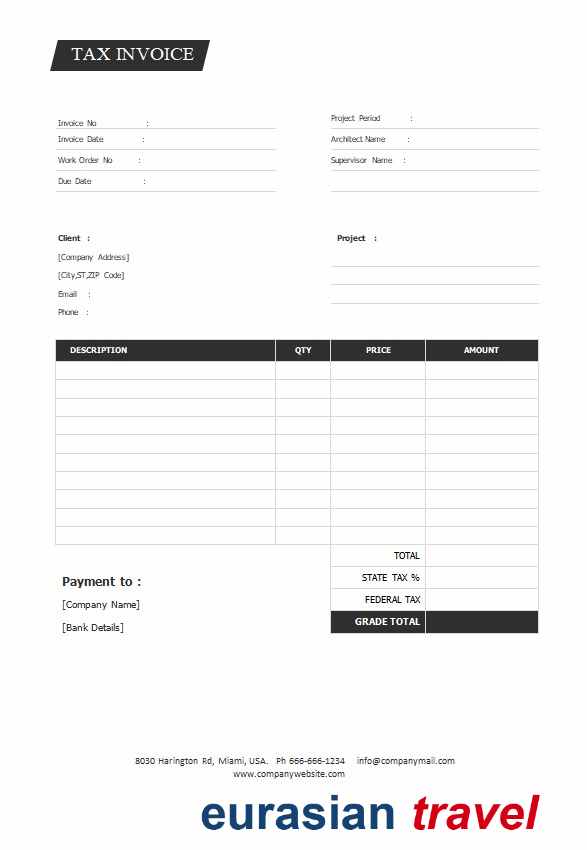 TAX INVOICE
Invoice No :
Invoice Date :
Work Order No :
Due Date :
Project Period :
Architect Name :
Supervisor Name :
Client :
[Company Address]
[City,ST,ZIP Code]
Email :
Phone :
Project :
DESCRIPTION QTY PRICE AMOUNT
TOTAL
STATE TAX %
FEDERAL TAX
GRADE TOTAL
Payment to :
[Company Name]
[Bank Details]
8030 Harington Rd, Miami, USA. Ph 666-666-1234 info@companymail.com
www.companywebsite.com
eurasian travel